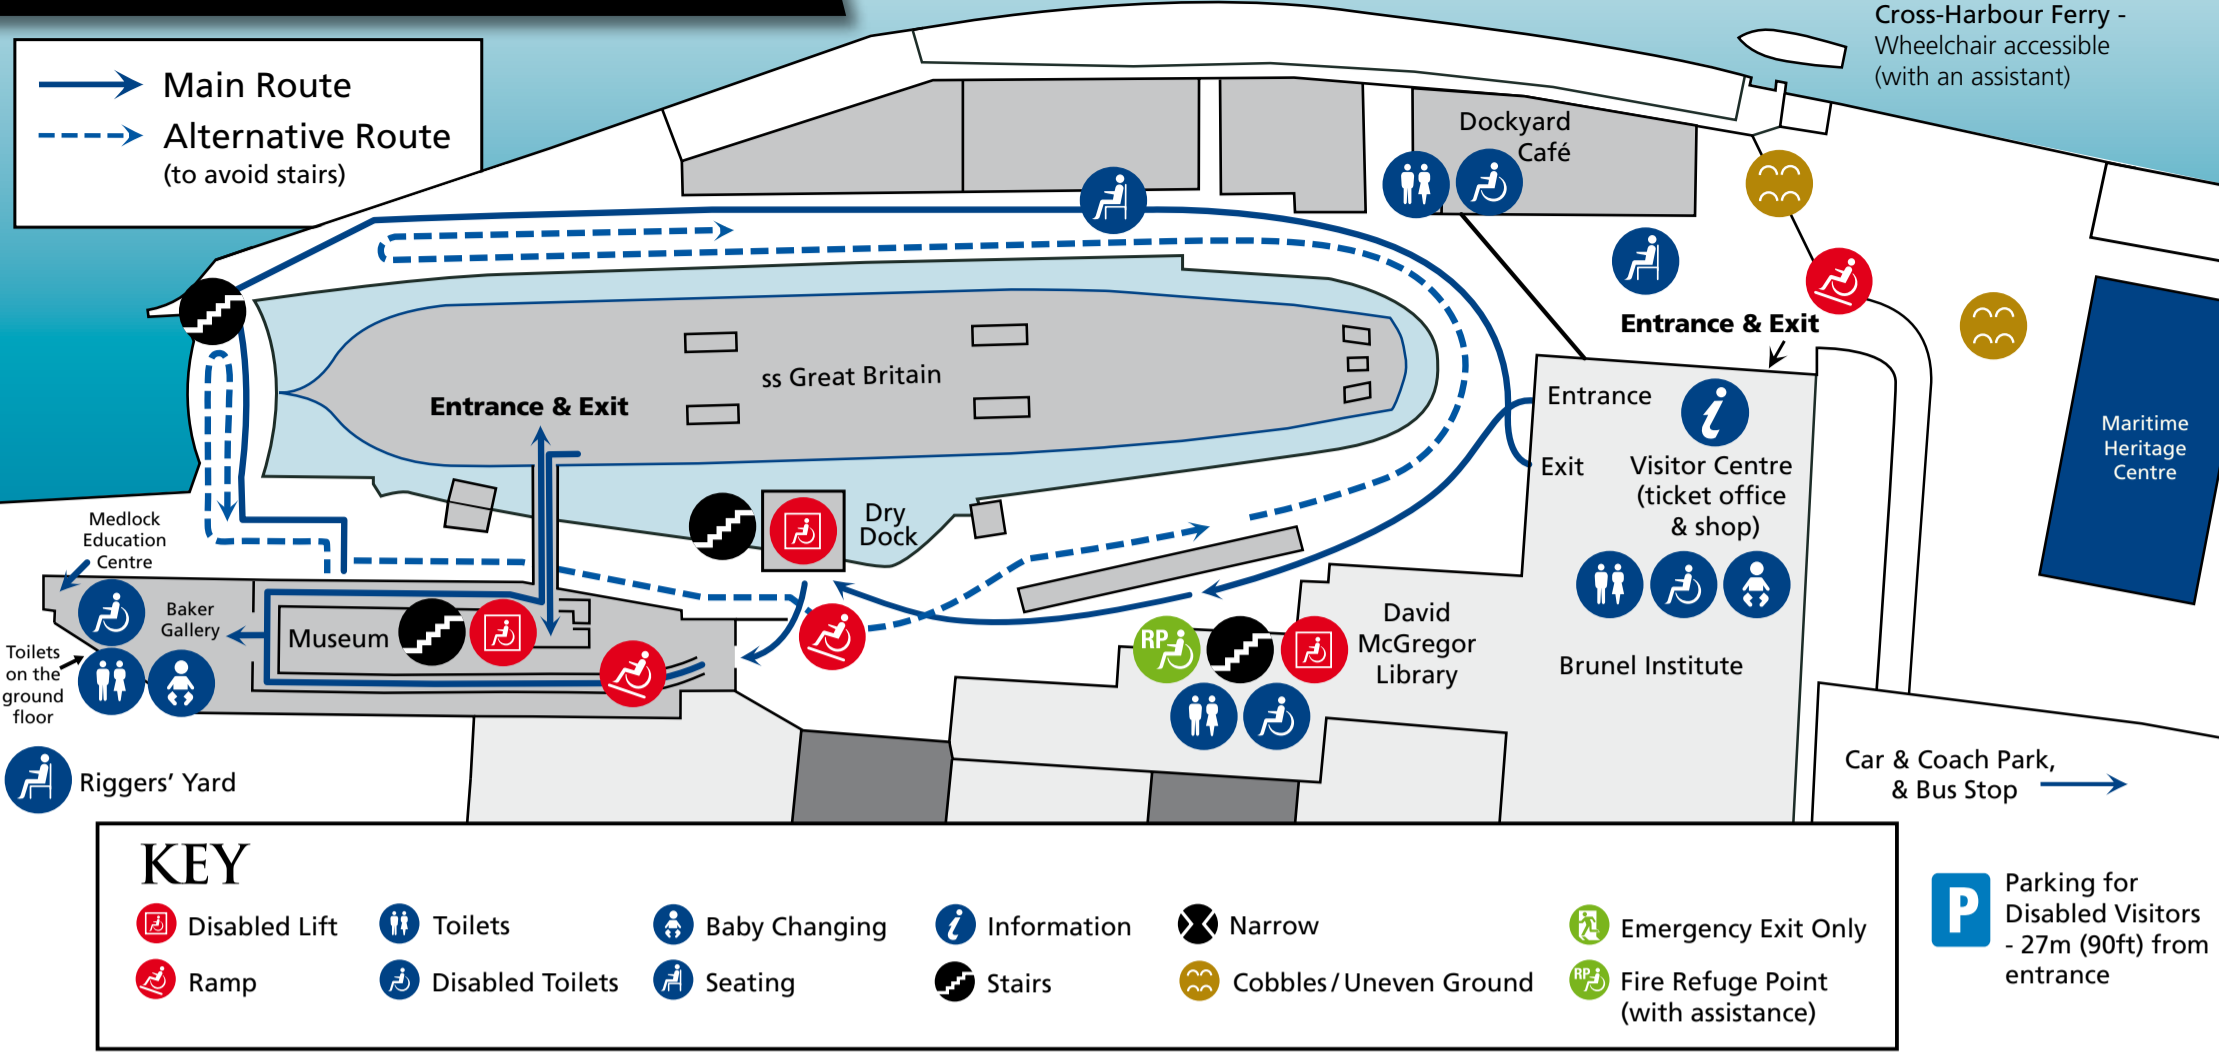 Cross-Harbour Ferry -
Wheelchair accessible
(with an assistant)
Main Route
Alternative Route
(to avoid stairs)
Dockyard
Café
Entrance & Exit
ss Great Britain
Entrance & Exit
Entrance
Exit
Visitor Centre
(ticket office
& shop)
Maritime
Heritage
Centre
Dry
Dock
Medlock
Education
Centre
Baker
Gallery
Museum
Toilets
on the
ground
floor
RP
David
McGregor
Library
Brunel Institute
Riggers’ Yard
Car & Coach Park,
& Bus Stop
KEY
Disabled Lift
Toilets
Baby Changing
Information
Narrow
Emergency Exit Only
Ramp
Disabled Toilets
Seating
Stairs
Cobbles/Uneven Ground
RP
Fire Refuge Point
(with assistance)
P
Parking for
Disabled Visitors
- 27m (90ft) from
entrance